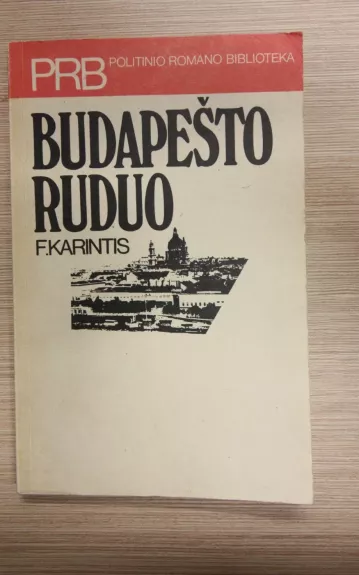 PRB POLITINIO ROMANO BIBLIOTEKA
BUDAPEŠTO
RUDUO
F.KARINTIS